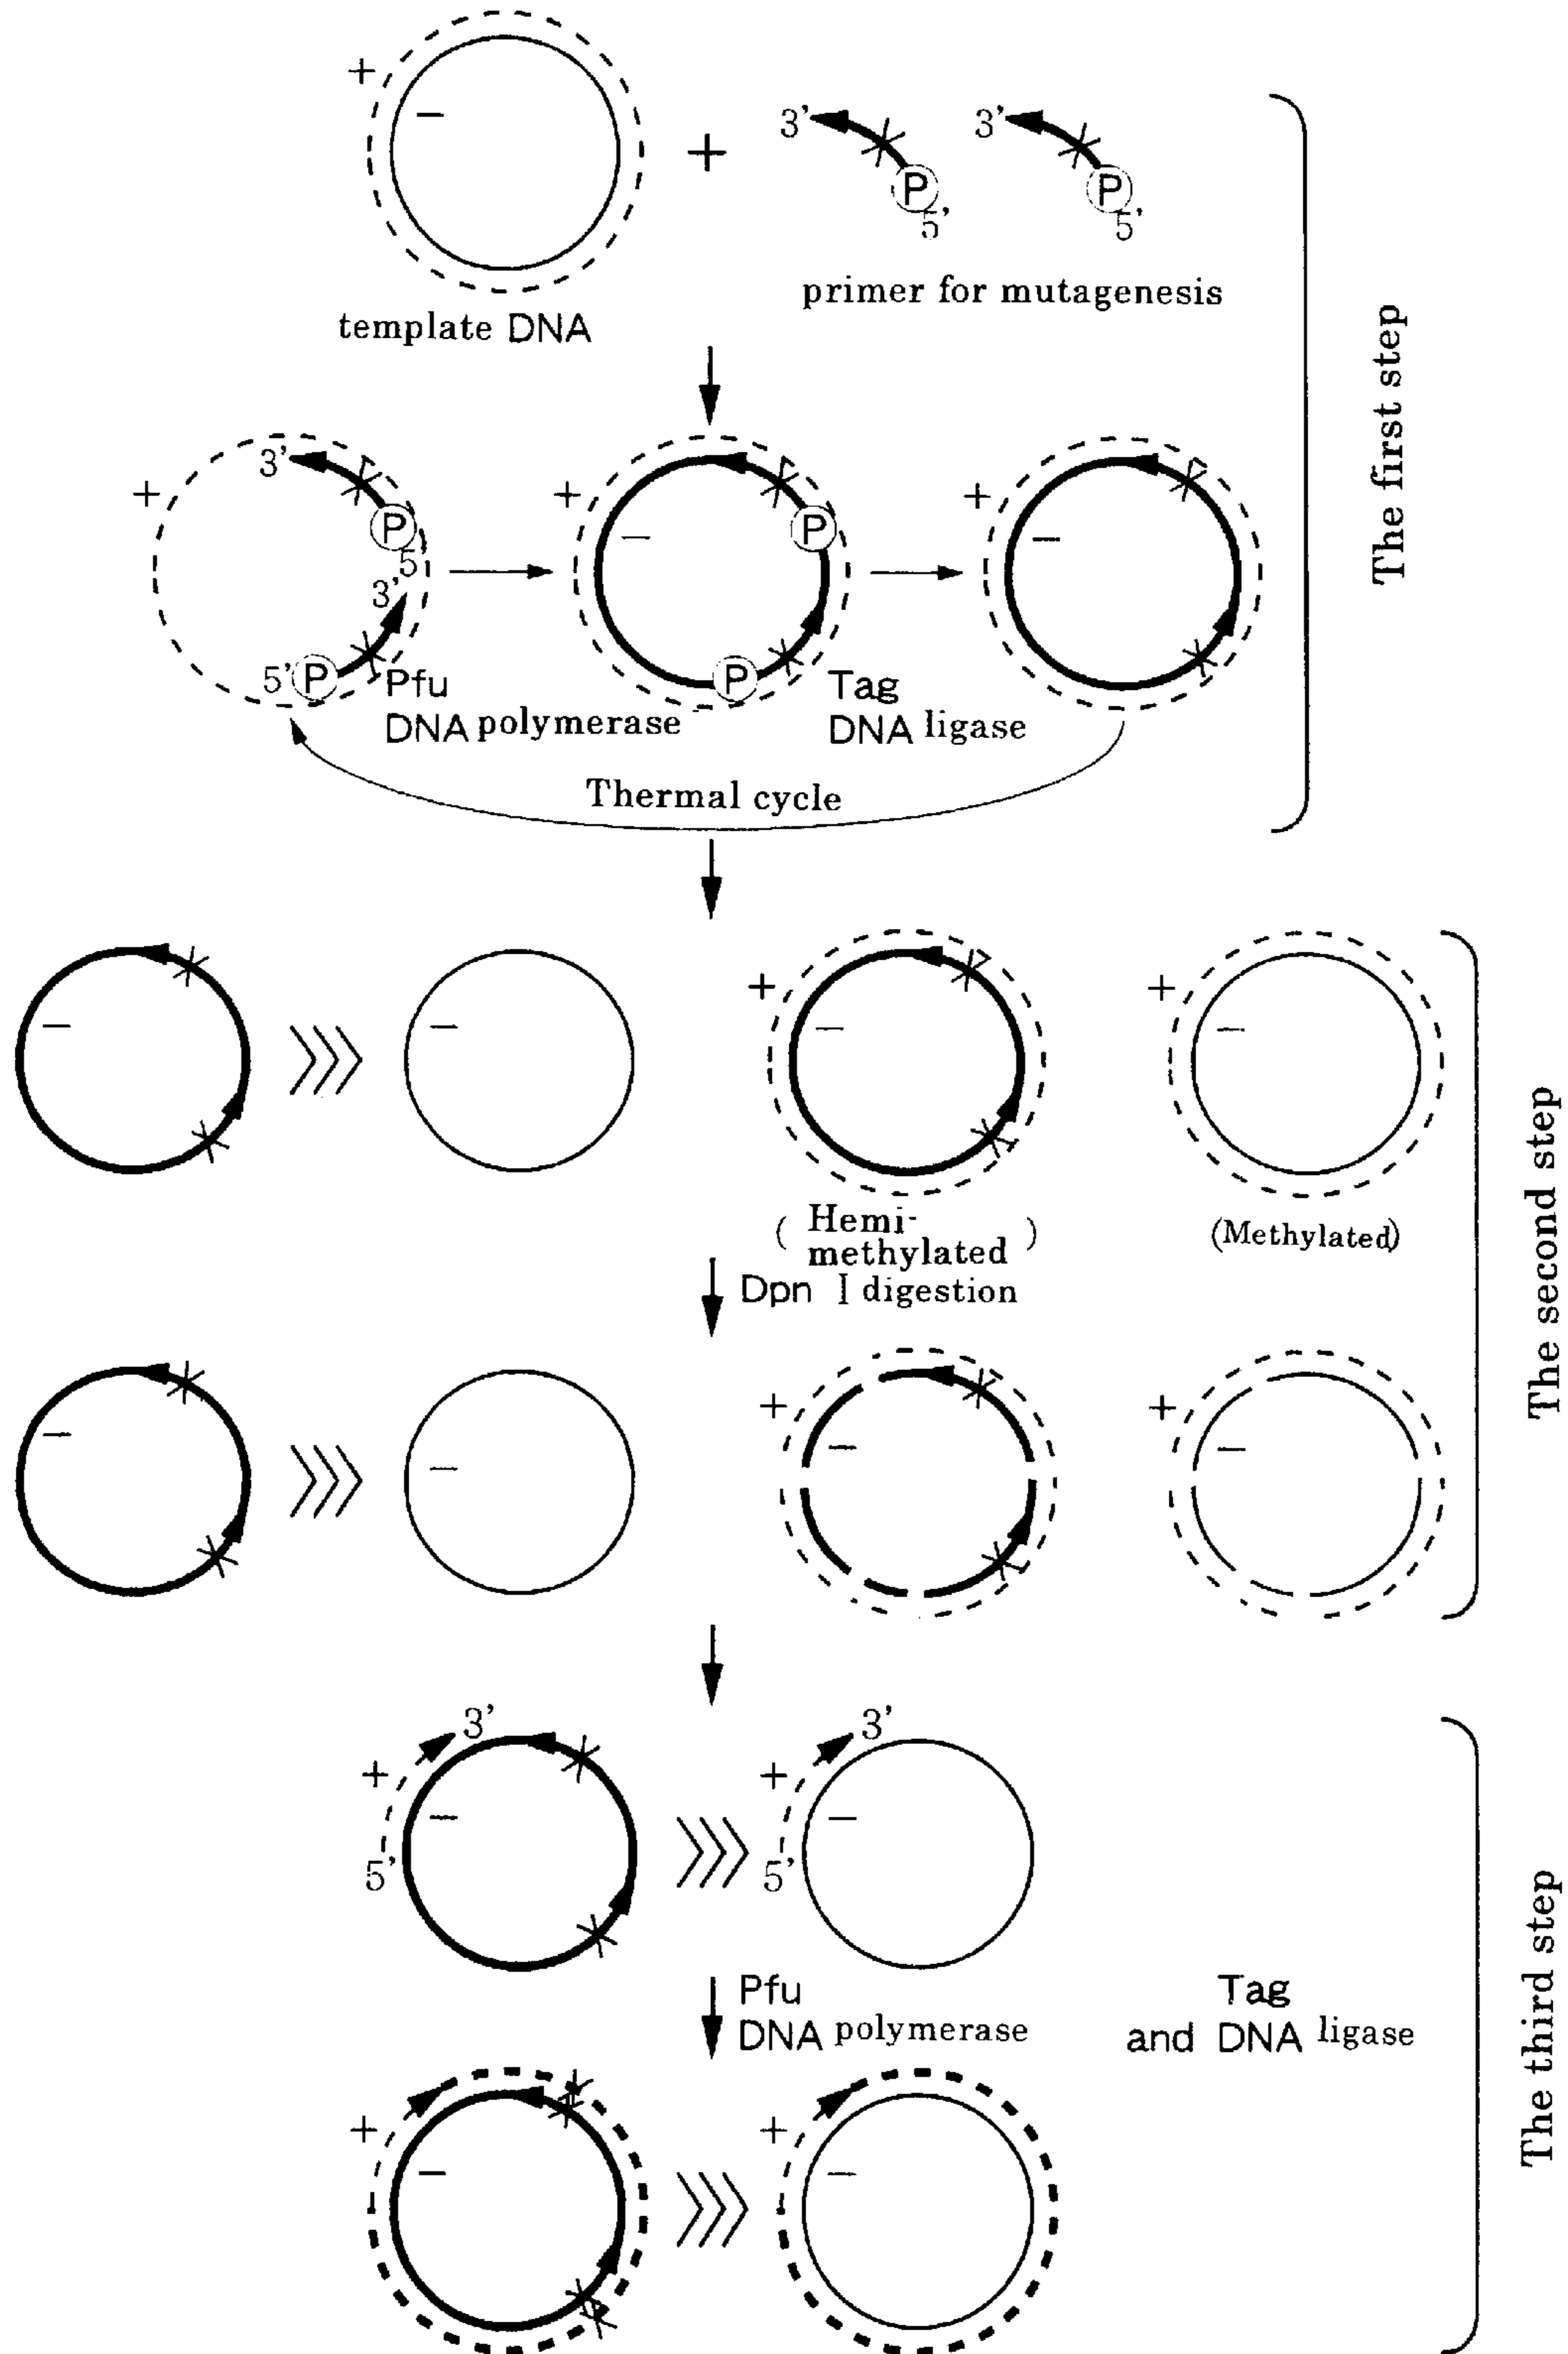 +
−
+
3' 3'
P P
5' 5'
primer for mutagenesis
template DNA
The first step
3'
+ + +
P P
− −
5'
3'
5' P P
Pfu
DNA polymerase
Tag
DNA ligase
Thermal cycle
+ +
− − − −
( Hemi-
methylated )
(Methylated)
Dpn I digestion
The second step
+ +
− − − −
3' 3'
+ +
− −
5' 5'
Pfu
DNA polymerase
Tag
and DNA ligase
The third step
+ +
− −